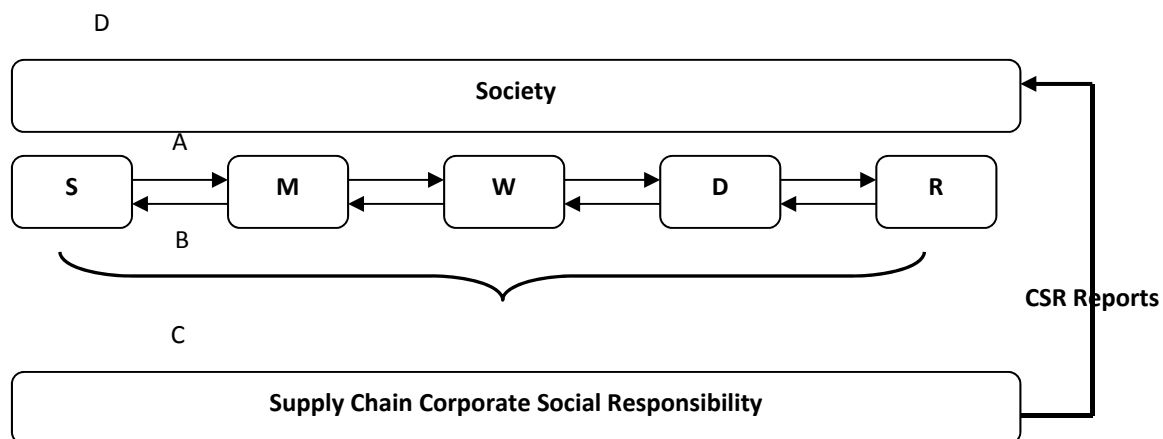 D
Society
A
S M W D R
B
CSR Reports
C
Supply Chain Corporate Social Responsibility